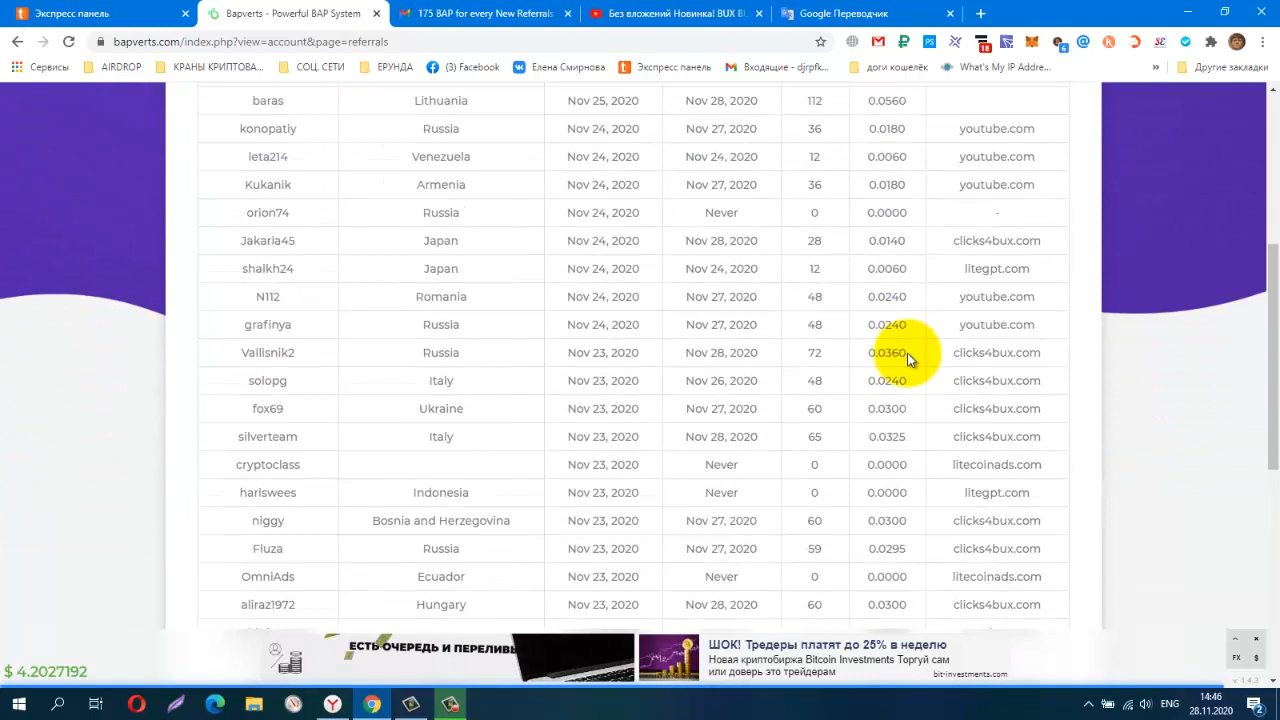 Экспресс панель
Bapverts - Powerful BAP System
175 BAP for every New Referrals
Без вложений Новинка! BUX BU
Google Переводчик
bapverts.com/index.php?view=account&page=referrals
18
6
Сервисы
AIRDROP
КРАНЫ КРИПТОВА...
СОЦ. СЕТИ
ЕРУНДА
(3) Facebook
Елена Смирнова
Экспресс панель
Входящие - djrpfk...
доги кошелёк
What's My IP Addre...
»
Другие закладки
baras Lithuania Nov 25, 2020 Nov 28, 2020 112 0.0560
konopatiy Russia Nov 24, 2020 Nov 27, 2020 36 0.0180 youtube.com
leta214 Venezuela Nov 24, 2020 Nov 24, 2020 12 0.0060 youtube.com
Kukanik Armenia Nov 24, 2020 Nov 27, 2020 36 0.0180 youtube.com
orion74 Russia Nov 24, 2020 Never 0 0.0000 -
Jakaria45 Japan Nov 24, 2020 Nov 28, 2020 28 0.0140 clicks4bux.com
shaikh24 Japan Nov 24, 2020 Nov 24, 2020 12 0.0060 litegpt.com
N112 Romania Nov 24, 2020 Nov 27, 2020 48 0.0240 youtube.com
grafinya Russia Nov 24, 2020 Nov 27, 2020 48 0.0240 youtube.com
Vallisnik2 Russia Nov 23, 2020 Nov 28, 2020 72 0.0360 clicks4bux.com
solopg Italy Nov 23, 2020 Nov 26, 2020 48 0.0240 clicks4bux.com
fox69 Ukraine Nov 23, 2020 Nov 27, 2020 60 0.0300 clicks4bux.com
silverteam Italy Nov 23, 2020 Nov 28, 2020 65 0.0325 clicks4bux.com
cryptoclass Nov 23, 2020 Never 0 0.0000 litecoinads.com
hariswees Indonesia Nov 23, 2020 Never 0 0.0000 litegpt.com
niggy Bosnia and Herzegovina Nov 23, 2020 Nov 27, 2020 60 0.0300 clicks4bux.com
Fluza Russia Nov 23, 2020 Nov 27, 2020 59 0.0295 clicks4bux.com
OmniAds Ecuador Nov 23, 2020 Never 0 0.0000 litecoinads.com
aliraz1972 Hungary Nov 23, 2020 Nov 28, 2020 60 0.0300 clicks4bux.com
ЕСТЬ ОЧЕРЕДЬ И ПЕРЕЛИВЫ
ШОК! Тредеры платят до 25% в неделю
Новая криптобиржа Bitcoin Investments Торгуй сам
или доверь это трейдерам
bit-investments.com
FX $
$ 4.2027192
v. 1.4.3
ENG
14:46
28.11.2020
2